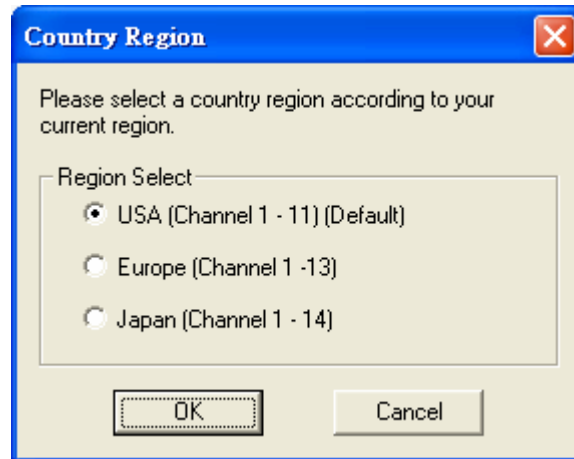 Country Region
Please select a country region according to your
current region.
Region Select
USA (Channel 1 - 11) (Default)
Europe (Channel 1 -13)
Japan (Channel 1 - 14)
OK
Cancel